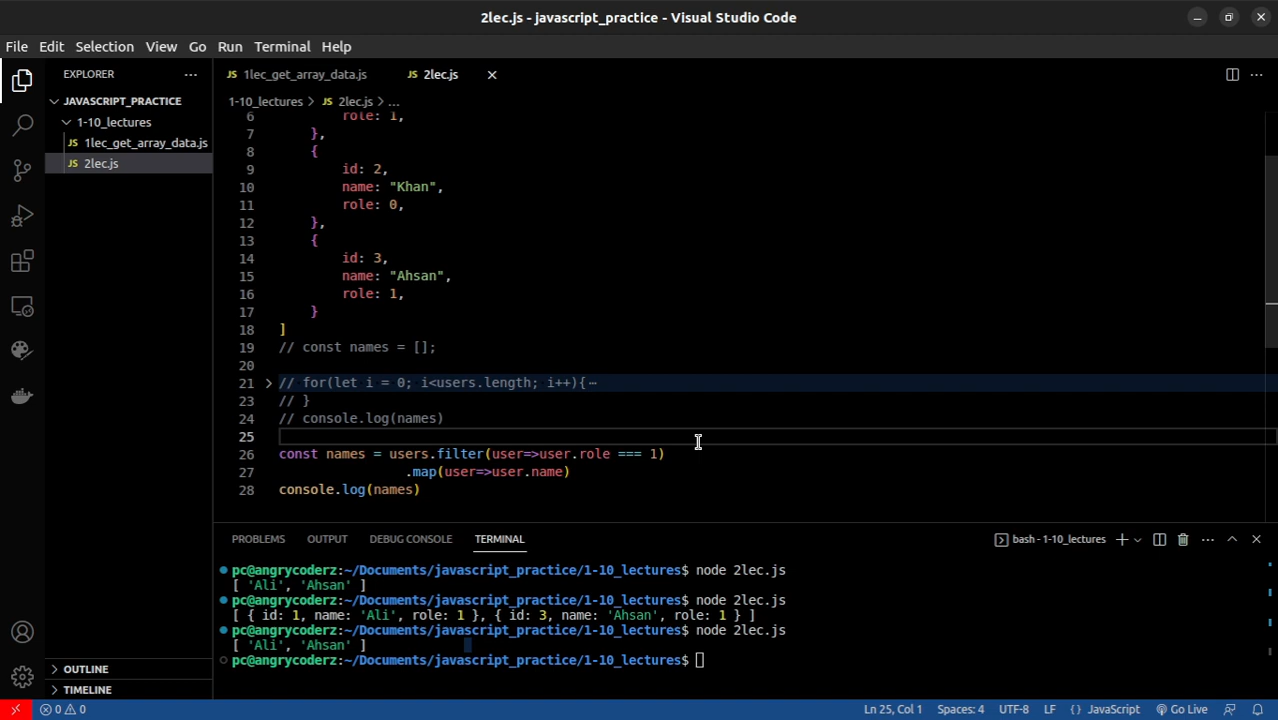 2lec.js - javascript_practice - Visual Studio Code
File Edit Selection View Go Run Terminal Help
EXPLORER
JAVASCRIPT_PRACTICE
1-10_lectures
JS 1lec_get_array_data.js
JS 2lec.js
OUTLINE
TIMELINE
JS 1lec_get_array_data.js JS 2lec.js
1-10_lectures > JS 2lec.js > ...
6 role: 1,
7 },
8 {
9 id: 2,
10 name: "Khan",
11 role: 0,
12 },
13 {
14 id: 3,
15 name: "Ahsan",
16 role: 1,
17 }
18 ]
19 // const names = [];
20
21 // for(let i = 0; i<users.length; i++){⋯
23 // }
24 // console.log(names)
25
26 const names = users.filter(user=>user.role === 1)
27 .map(user=>user.name)
28 console.log(names)
PROBLEMS OUTPUT DEBUG CONSOLE TERMINAL
bash - 1-10_lectures
pc@angrycoderz:~/Documents/javascript_practice/1-10_lectures$ node 2lec.js
[ 'Ali', 'Ahsan' ]
pc@angrycoderz:~/Documents/javascript_practice/1-10_lectures$ node 2lec.js
[ { id: 1, name: 'Ali', role: 1 }, { id: 3, name: 'Ahsan', role: 1 } ]
pc@angrycoderz:~/Documents/javascript_practice/1-10_lectures$ node 2lec.js
[ 'Ali', 'Ahsan' ]
pc@angrycoderz:~/Documents/javascript_practice/1-10_lectures$
0 0 Ln 25, Col 1 Spaces: 4 UTF-8 LF {} JavaScript Go Live